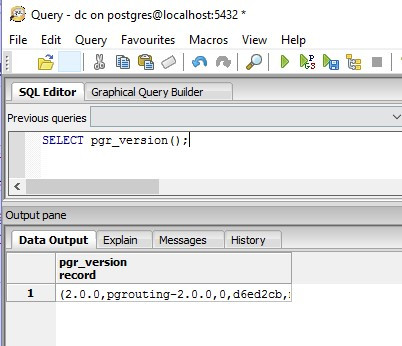 Query - dc on postgres@localhost:5432 *
File Edit Query Favourites Macros View Help
SQL Editor Graphical Query Builder
Previous queries
SELECT pgr_version();
Output pane
Data Output Explain Messages History
pgr_version
record
1 (2.0.0,pgrouting-2.0.0,0,d6ed2cb,